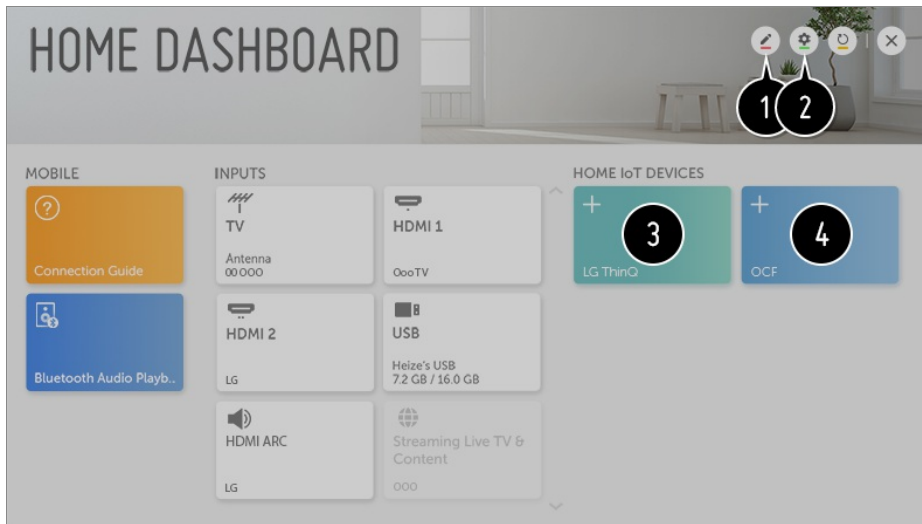 HOME DASHBOARD
1 2
MOBILE
Connection Guide
Bluetooth Audio Playb..
INPUTS
TV
Antenna
00 000
HDMI 1
OooTV
HDMI 2
LG
USB
Heize's USB
7.2 GB / 16.0 GB
HDMI ARC
LG
Streaming Live TV &
Content
000
HOME IoT DEVICES
3
LG ThinQ
4
OCF